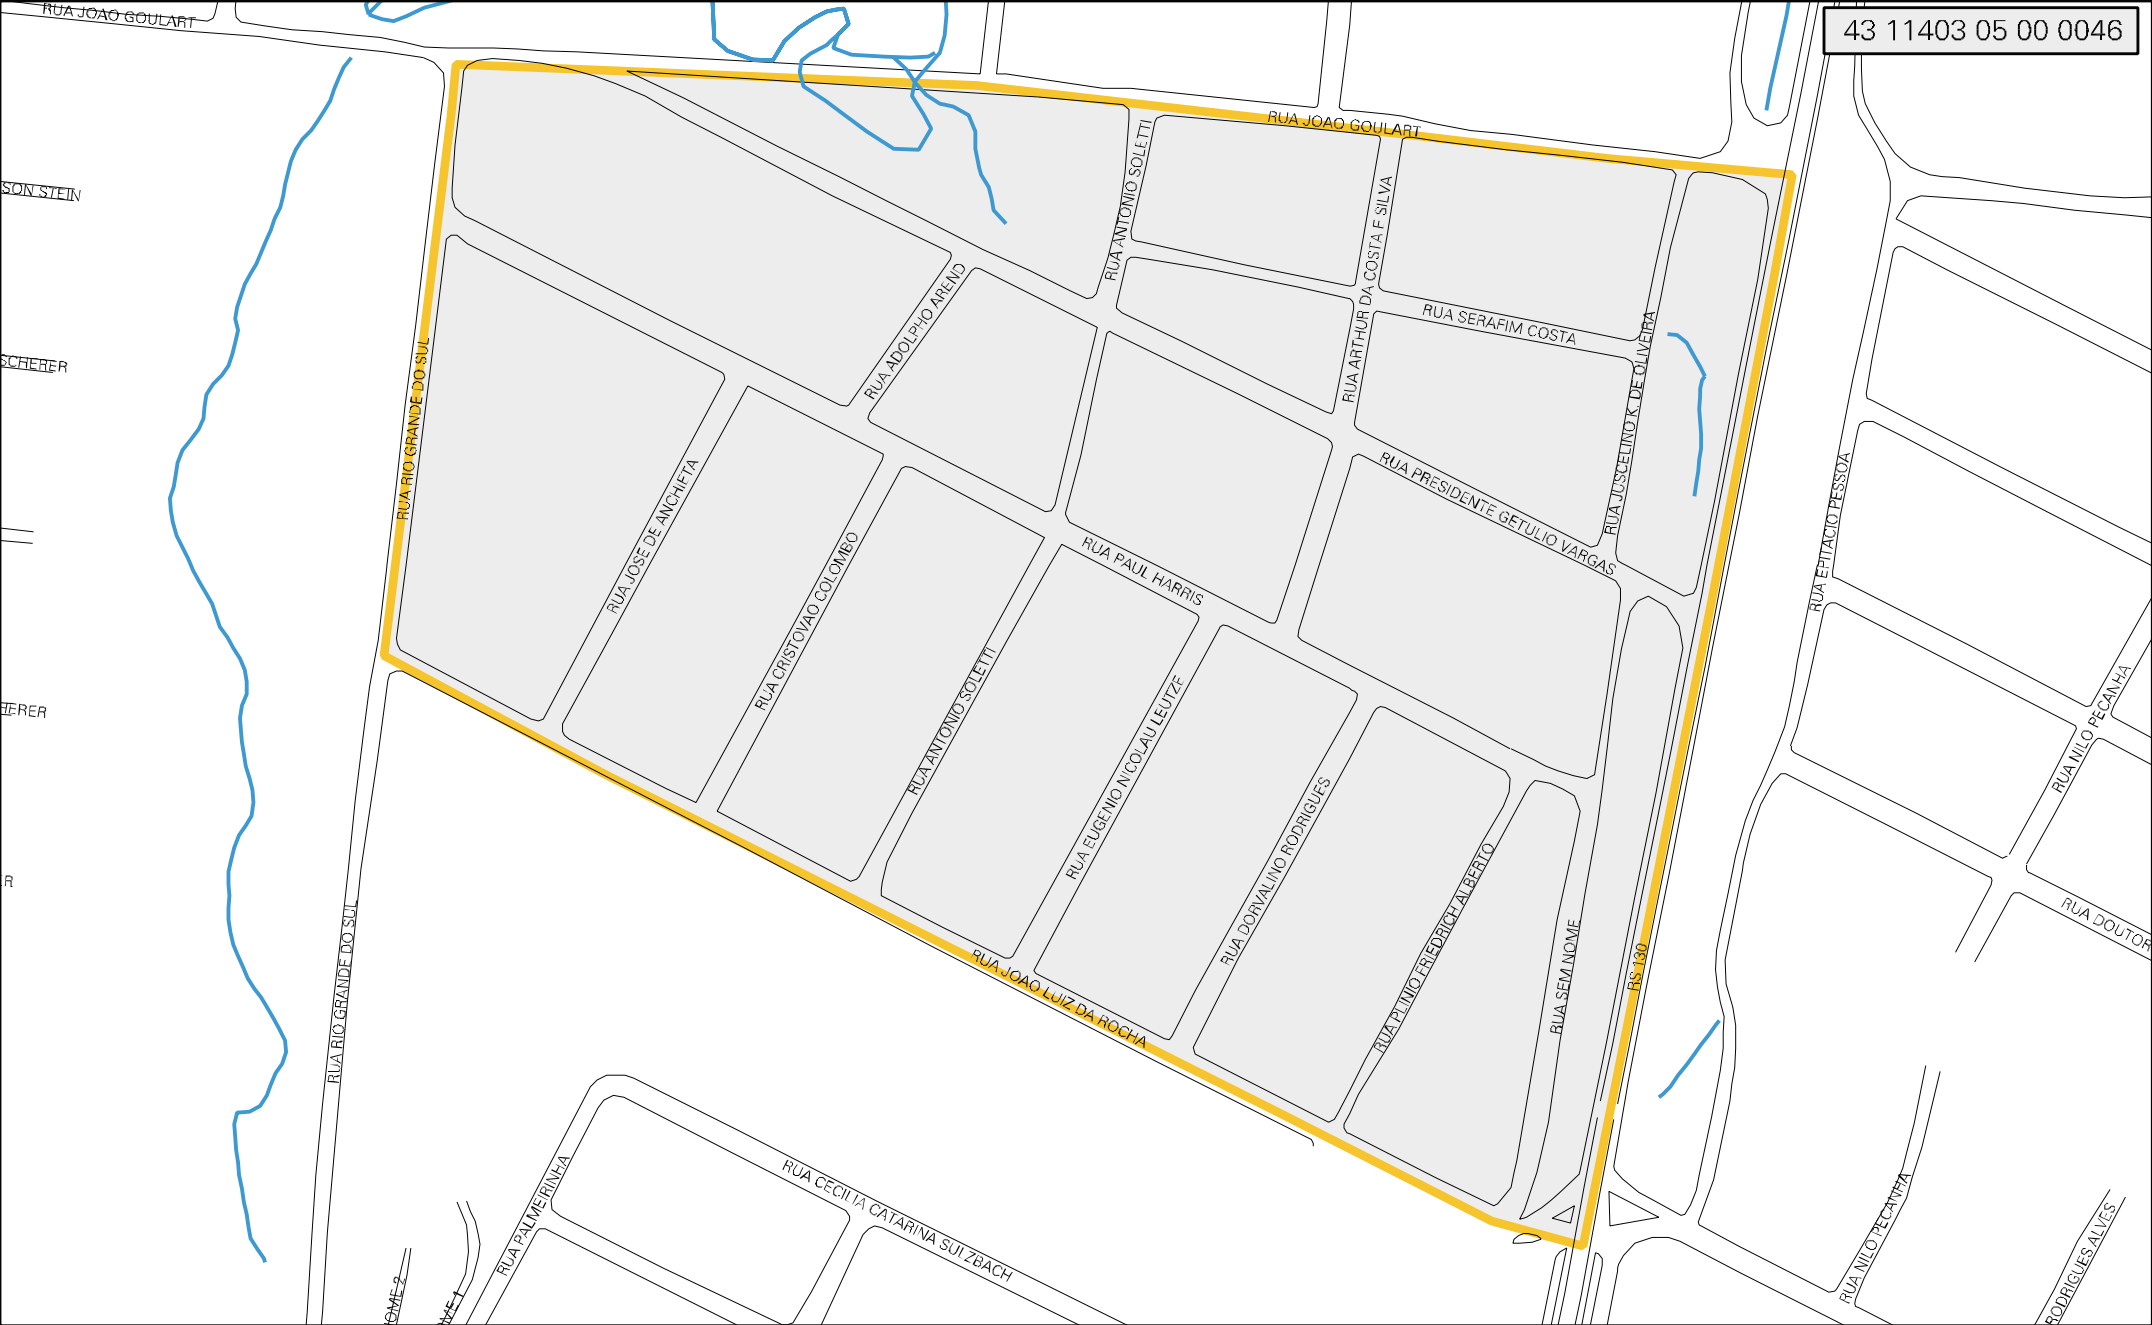 RUA JOAO GOULART
43 11403 05 00 0046
RUA JOAO GOULART
SON STEIN
RUA ANTONIO SOLETTI
RUA ARTHUR DA COSTA F SILVA
RUA ADOLPHO AREND
RUA SERAFIM COSTA
RUA JUSCELINO K. DE OLIVEIRA
SCHERER
RUA RIO GRANDE DO SUL
RUA JOSE DE ANCHIETA
RUA PRESIDENTE GETULIO VARGAS
RUA EPITACIO PESSOA
RUA CRISTOVAO COLOMBO
RUA PAUL HARRIS
RUA ANTONIO SOLETTI
RUA EUGENIO NICOLAU LEUTZE
RUA NILO PECANHA
HERER
RUA DORVALINO RODRIGUES
RUA PLINIO FRIEDRICH ALBERTO
ER
RUA DOUTOR
RUA RIO GRANDE DO SUL
RUA SEM NOME
RS 130
RUA JOAO LUIZ DA ROCHA
RUA PALMEIRINHA
RUA CECILIA CATARINA SULZBACH
RUA NILO PECANHA
RODRIGUES ALVES
OME 2
OME 1